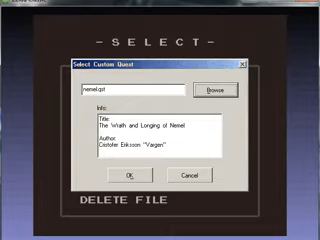 - S E L E C T -
Select Custom Quest
nemel.qst
Browse
Info:
Title:
The Wrath and Longing of Nemel
Author:
Cristofer Eriksson "Vargen"
OK
Cancel
DELETE FILE